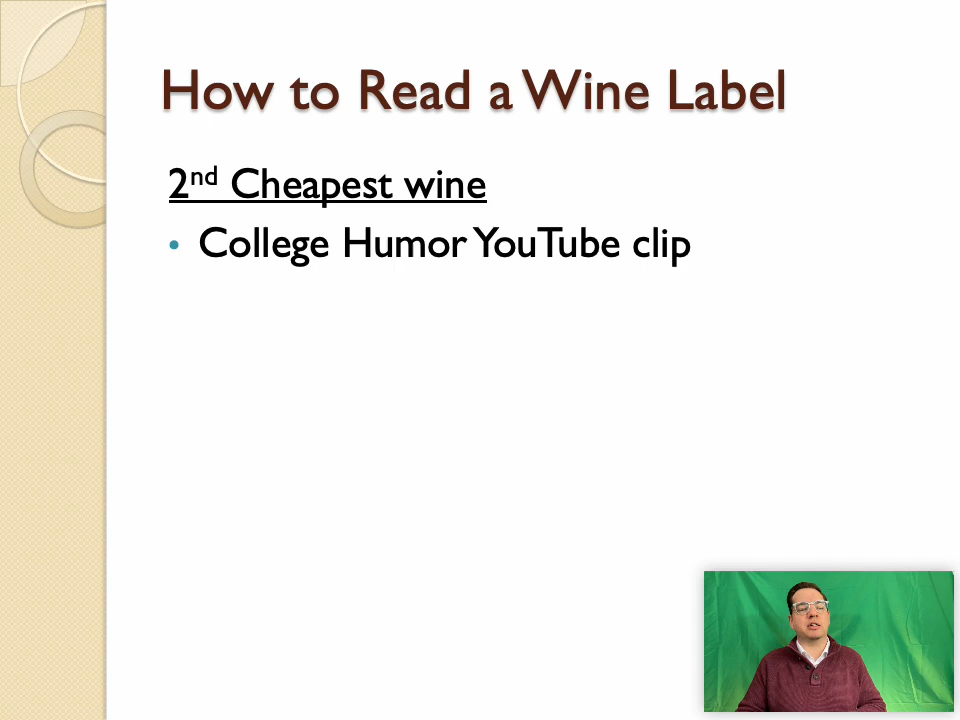 How to Read a Wine Label
2nd Cheapest wine
• College Humor YouTube clip